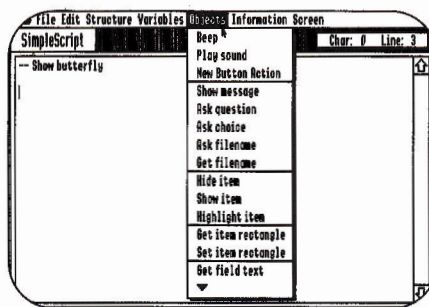 File Edit Structure Variables Objects Information Screen
SimpleScript
Char: 0 Line: 3
-- Show butterfly
Beep
Play sound
New Button Action
Show message
Ask question
Ask choice
Ask filename
Get filename
Hide item
Show item
Highlight item
Get item rectangle
Set item rectangle
Get field text